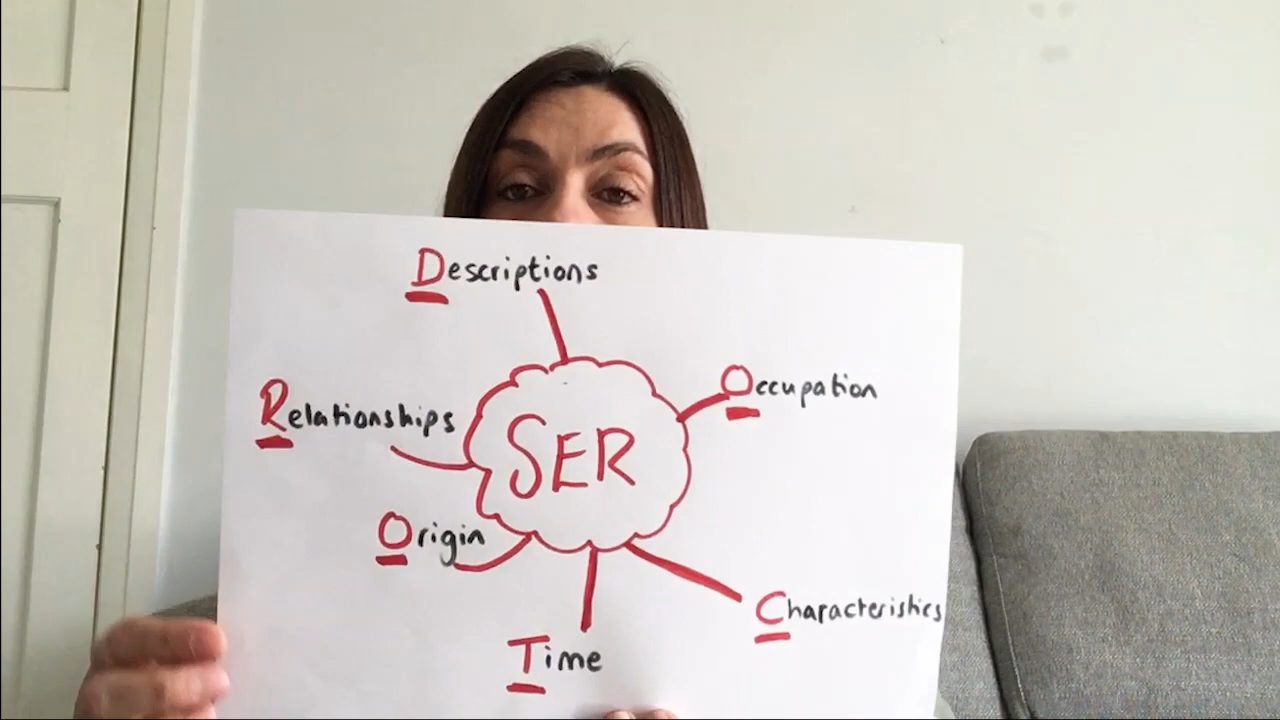 Descriptions
Occupation
Relationships
SER
Origin
Characteristics
Time